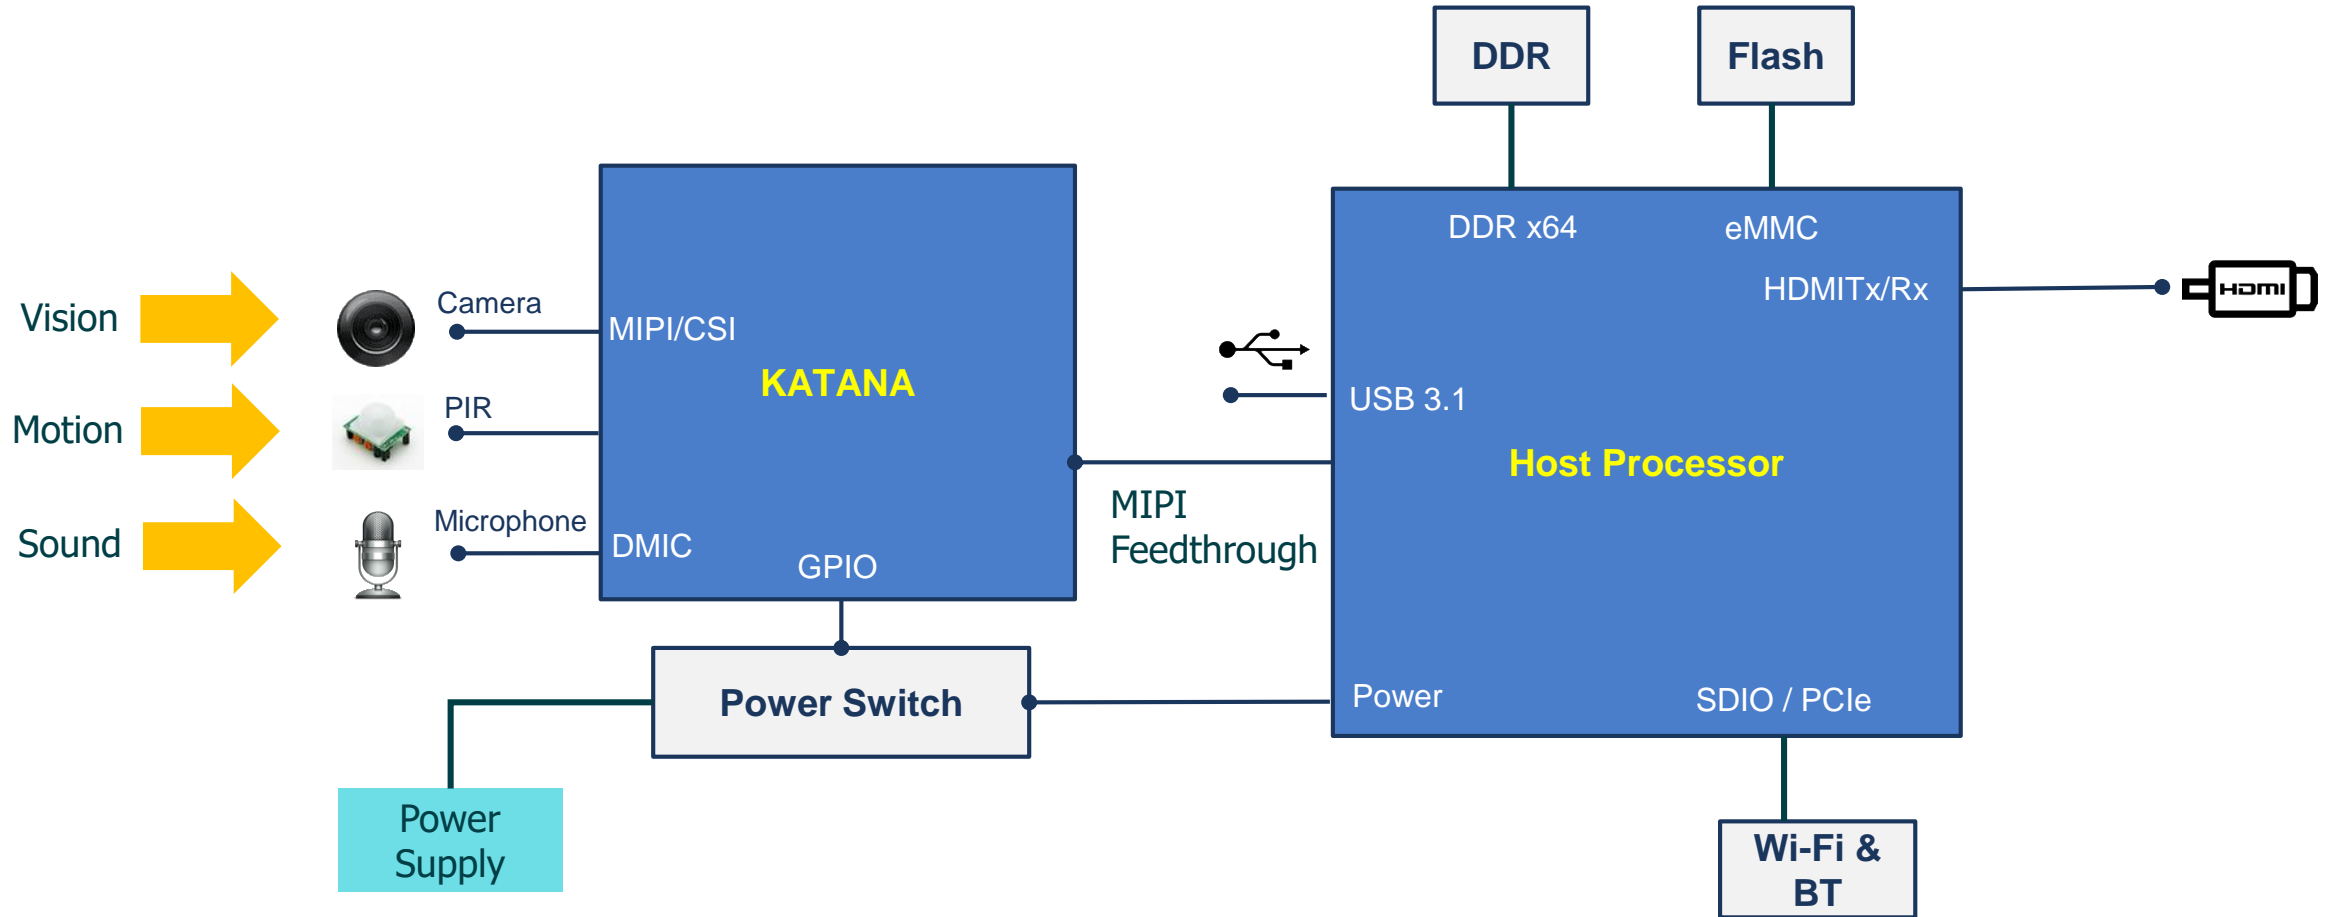 DDR
Flash
DDR x64
eMMC
HDMITx/Rx
HDMI
Vision
Camera
MIPI/CSI
KATANA
USB 3.1
Motion
PIR
Host Processor
MIPI
Feedthrough
Sound
Microphone
DMIC
GPIO
Power Switch
Power
SDIO / PCIe
Power
Supply
Wi-Fi &
BT